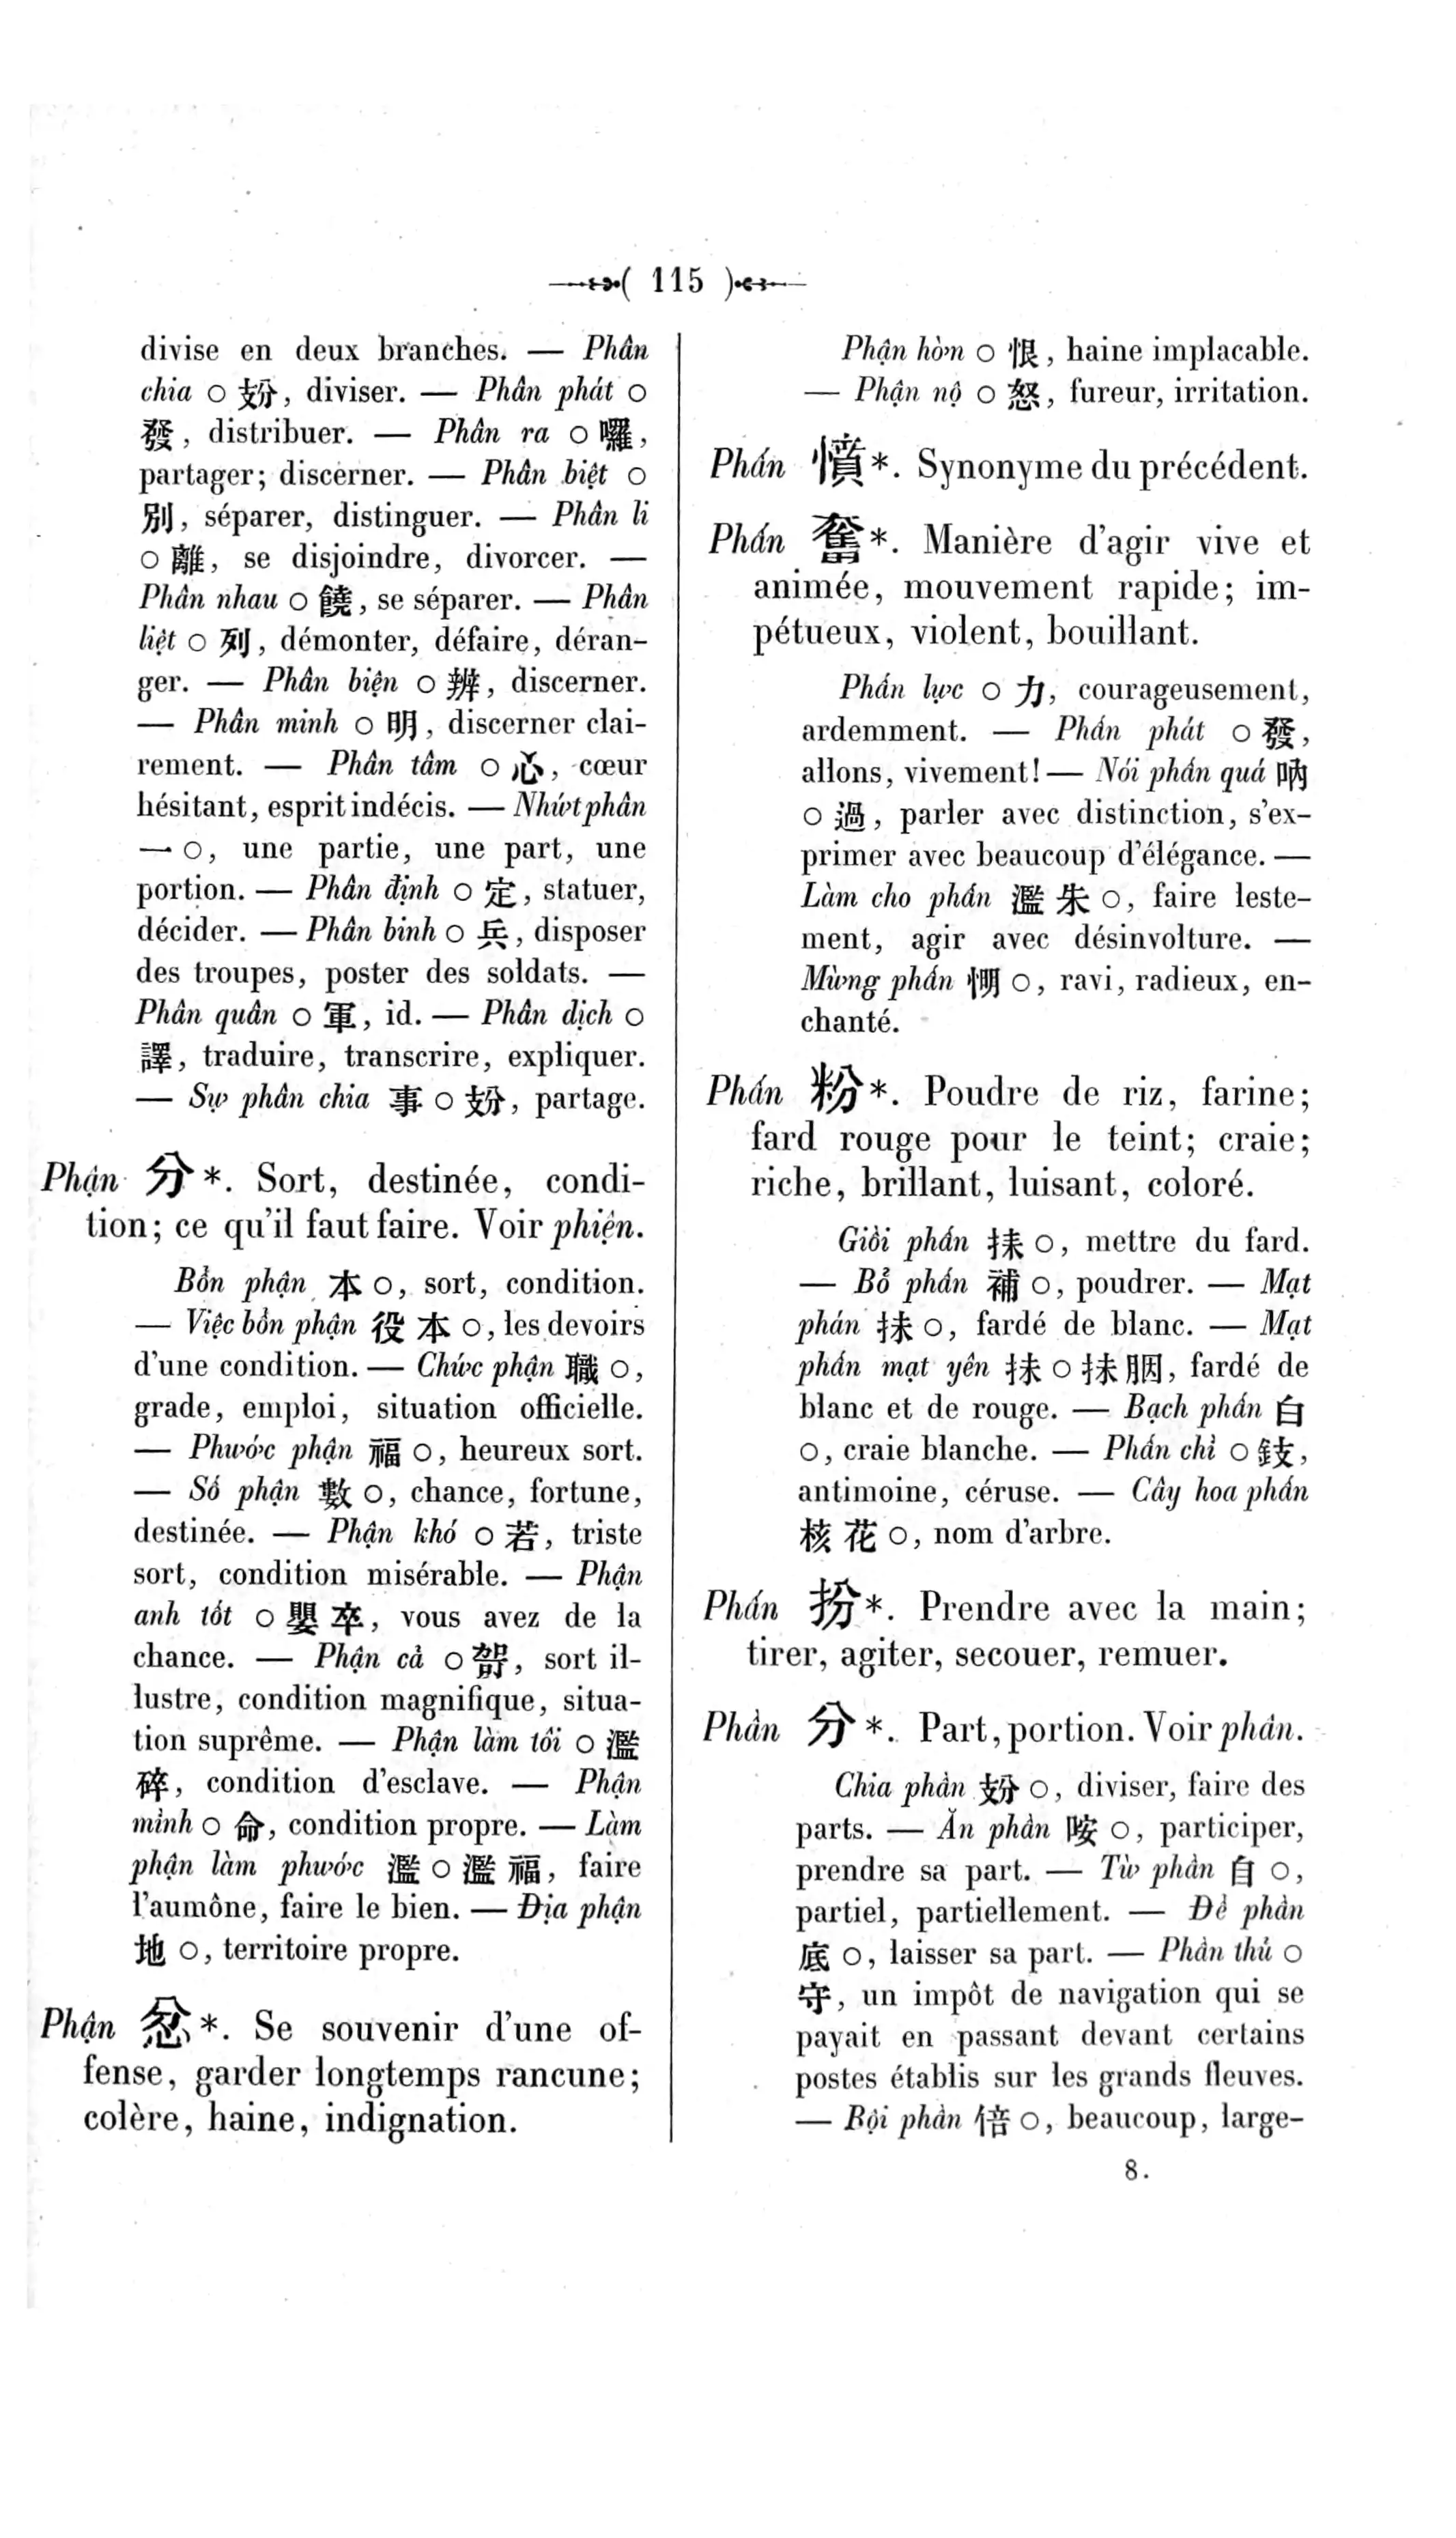 ( 115 )
divise en deux branches. — Phân
chia ○ 𢺹, diviser. — Phân phát ○
發, distribuer. — Phân ra ○ 囉,
partager; discerner. — Phân biệt ○
別, séparer, distinguer. — Phân li
○ 離, se disjoindre, divorcer. —
Phân nhau ○ 饒, se séparer. — Phân
liệt ○ 列, démonter, défaire, déran-
ger. — Phân biện ○ 辨, discerner.
— Phân minh ○ 明, discerner clai-
rement. — Phân tâm ○ 心, cœur
hésitant, esprit indécis. — Nhứt phân
一 ○, une partie, une part, une
portion. — Phân định ○ 定, statuer,
décider. — Phân binh ○ 兵, disposer
des troupes, poster des soldats. —
Phân quân ○ 軍, id. — Phân dịch ○
譯, traduire, transcrire, expliquer.
— Sự phân chia 事 ○ 𢺹, partage.
Phận 分*. Sort, destinée, condi-
tion; ce qu'il faut faire. Voir phiện.
Bổn phận 本 ○, sort, condition.
— Việc bổn phận 役 本 ○, les devoirs
d'une condition. — Chức phận 職 ○,
grade, emploi, situation officielle.
— Phước phận 福 ○, heureux sort.
— Số phận 數 ○, chance, fortune,
destinée. — Phận khó ○ 若, triste
sort, condition misérable. — Phận
anh tốt ○ 嬰 卒, vous avez de la
chance. — Phận cả ○ 哿, sort il-
lustre, condition magnifique, situa-
tion suprême. — Phận làm tôi ○ 濫
碎, condition d'esclave. — Phận
mình ○ 命, condition propre. — Làm
phận làm phước 濫 ○ 濫 福, faire
l'aumône, faire le bien. — Địa phận
地 ○, territoire propre.
Phận 忿*. Se souvenir d'une of-
fense, garder longtemps rancune;
colère, haine, indignation.
Phận hờn ○ 恨, haine implacable.
— Phận nộ ○ 怒, fureur, irritation.
Phấn 憤*. Synonyme du précédent.
Phấn 奮*. Manière d'agir vive et
animée, mouvement rapide; im-
pétueux, violent, bouillant.
Phấn lực ○ 力, courageusement,
ardemment. — Phấn phát ○ 發,
allons, vivement! — Nói phấn quá 吶
○ 過, parler avec distinction, s'ex-
primer avec beaucoup d'élégance. —
Làm cho phấn 濫 朱 ○, faire leste-
ment, agir avec désinvolture. —
Mừng phấn 𢜏 ○, ravi, radieux, en-
chanté.
Phấn 粉*. Poudre de riz, farine;
fard rouge pour le teint; craie;
riche, brillant, luisant, coloré.
Giồi phấn ○, mettre du fard.
— Bổ phấn 補 ○, poudrer. — Mạt
phán 抹 ○, fardé de blanc. — Mạt
phấn mạt yên 抹 ○ 抹 胭, fardé de
blanc et de rouge. — Bạch phấn 白
○, craie blanche. — Phấn chì ○ 鈘,
antimoine, céruse. — Cây hoa phấn
核 花 ○, nom d'arbre.
Phấn 扮*. Prendre avec la main;
tirer, agiter, secouer, remuer.
Phần 分*. Part, portion. Voir phân.
Chia phần 𢺹 ○, diviser, faire des
parts. — Ăn phần 咹 ○, participer,
prendre sa part. — Từ phần 自 ○,
partiel, partiellement. — Để phần
底 ○, laisser sa part. — Phần thủ ○
守, un impôt de navigation qui se
payait en passant devant certains
postes établis sur les grands fleuves.
— Bội phần 倍 ○, beaucoup, large-
8.